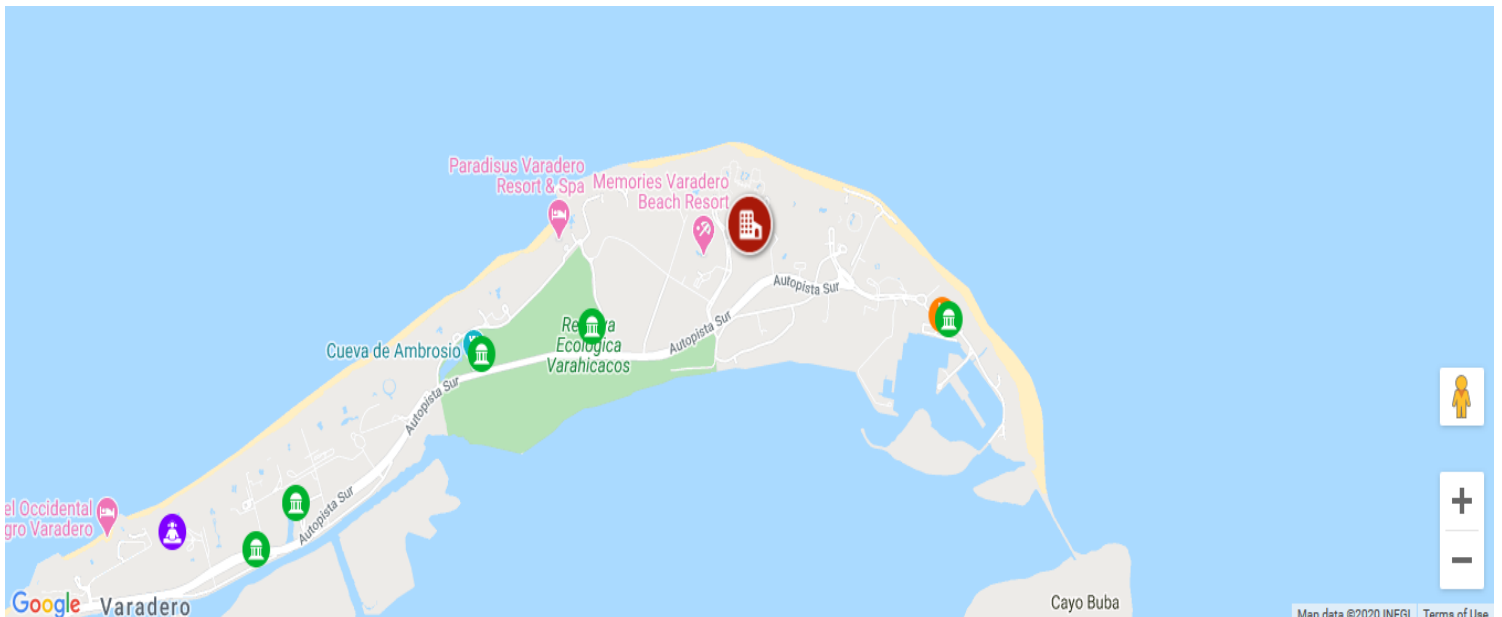 Paradisus Varadero
Resort & Spa
Memories Varadero
Beach Resort
Autopista Sur
Autopista Sur
Cueva de Ambrosio
Ecológica
Varahicacos
Autopista Sur
el Occidental
gro Varadero
Autopista Sur
Cayo Buba
Google
Varadero
Map data ©2020 INEGI
Terms of Use